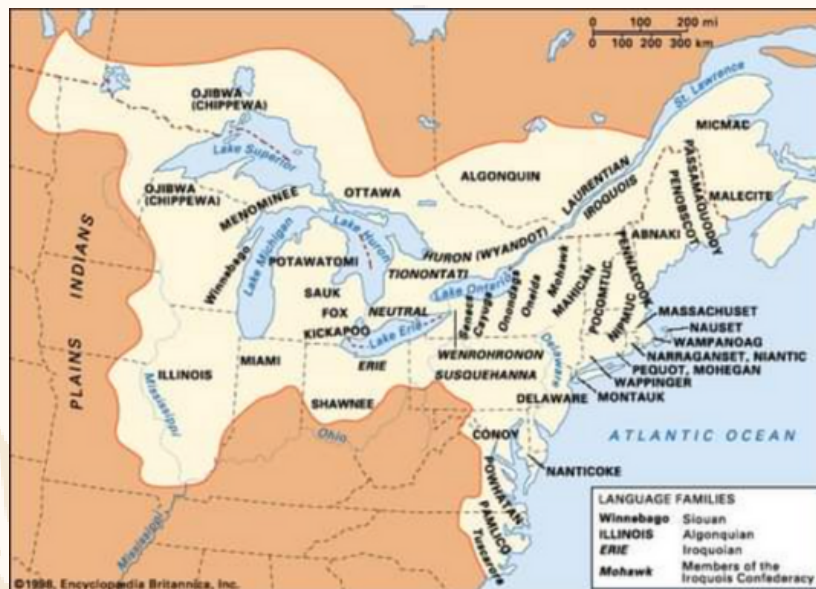 0 100 200 mi
0 100 200 300 km
St. Lawrence
OJIBWA
(CHIPPEWA)
MICMAC
Lake Superior
ALGONQUIN
LAURENTIAN
IROQUOIS
PASSAMAQUODDY
PENOBSCOT
MALECITE
OJIBWA
(CHIPPEWA)
MENOMINEE
OTTAWA
ABNAKI
Winnebago
Lake Michigan
Lake Huron
HURON (WYANDOT)
POTAWATOMI
TIONONTATI
Lake Ontario
Mohawk
MAHICAN
POCOMTUC
PENNACOOK
NIPMUC
PLAINS INDIANS
SAUK
FOX
KICKAPOO
NEUTRAL
Lake Erie
Seneca
Cayuga
Onondaga
Oneida
MASSACHUSET
NAUSET
WAMPANOAG
NARRAGANSET, NIANTIC
PEQUOT, MOHEGAN
WAPPINGER
MONTAUK
ILLINOIS
MIAMI
ERIE
WENROHRONON
SUSQUEHANNA
Delaware
DELAWARE
Mississippi
SHAWNEE
Ohio
CONOY
ATLANTIC OCEAN
NANTICOKE
POWHATAN
PAMLICO
Tuscarora
Mississippi
LANGUAGE FAMILIES
Winnebago Siouan
ILLINOIS Algonquian
ERIE Iroquoian
Mohawk Members of the
Iroquois Confederacy
©1998, Encyclopædia Britannica, Inc.